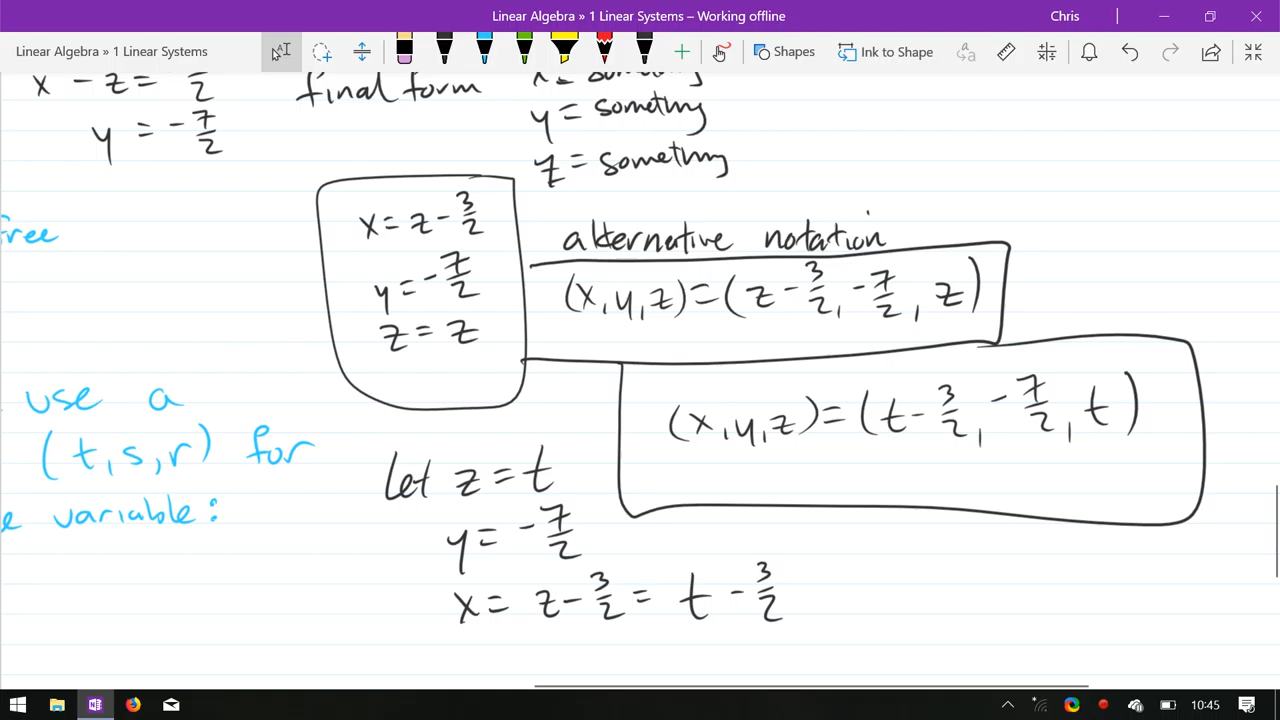 Linear Algebra » 1 Linear Systems – Working offline
Chris
Linear Algebra » 1 Linear Systems
Shapes
Ink to Shape
x - z = 2
y = -7/2
final form
x = something
y = something
z = something
free
x = z - 3/2
y = -7/2
z = z
alternative notation
(x, y, z) = (z - 3/2, -7/2, z)
(x, y, z) = (t - 3/2, -7/2, t)
use a
(t, s, r) for
e variable:
Let z = t
y = -7/2
x = z - 3/2 = t - 3/2
10:45